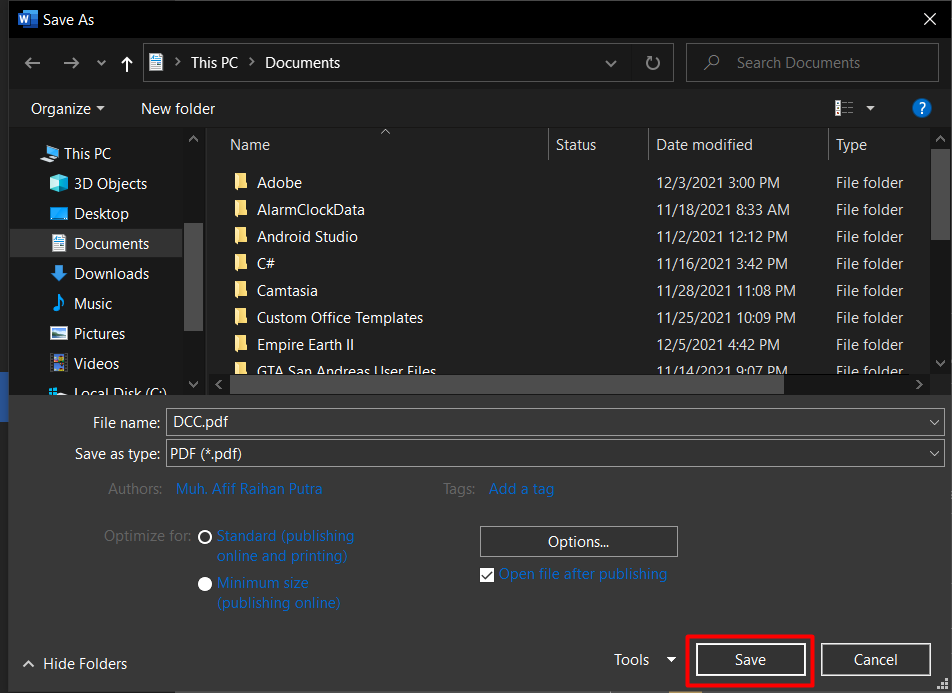 W Save As
This PC > Documents
Search Documents
Organize New folder
?
This PC
3D Objects
Desktop
Documents
Downloads
Music
Pictures
Videos
Local Disk (C:)
Name Status Date modified Type
Adobe 12/3/2021 3:00 PM File folder
AlarmClockData 11/18/2021 8:33 AM File folder
Android Studio 11/2/2021 12:12 PM File folder
C# 11/16/2021 3:42 PM File folder
Camtasia 11/28/2021 11:08 PM File folder
Custom Office Templates 11/25/2021 10:09 PM File folder
Empire Earth II 12/5/2021 4:42 PM File folder
GTA San Andreas User Files 11/14/2021 9:07 PM File folder
File name: DCC.pdf
Save as type: PDF (*.pdf)
Authors: Muh. Afif Raihan Putra Tags: Add a tag
Optimize for: Standard (publishing
online and printing)
Minimum size
(publishing online)
Options...
Open file after publishing
Hide Folders
Tools Save Cancel